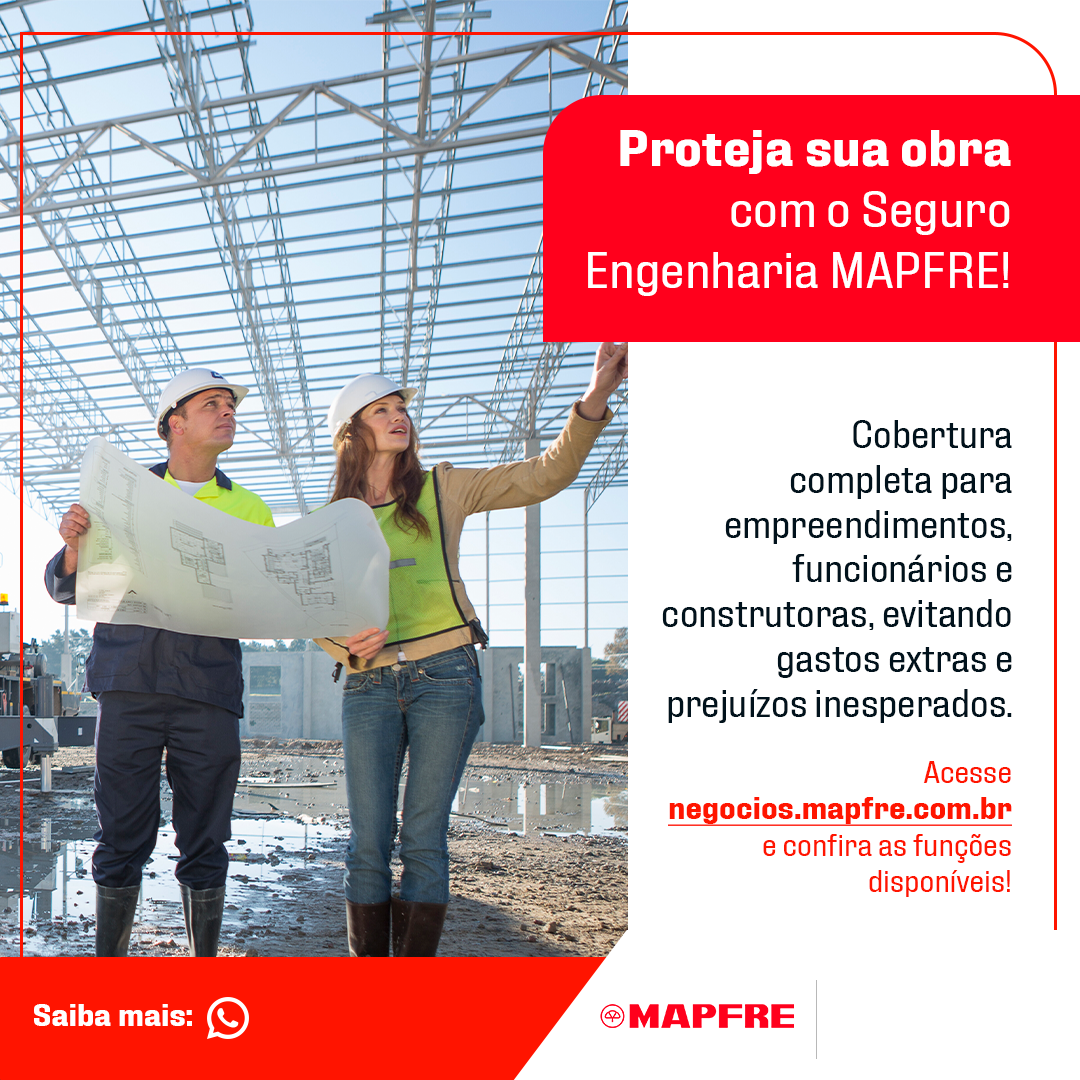 Proteja sua obra
com o Seguro
Engenharia MAPFRE!
Cobertura
completa para
empreendimentos,
funcionários e
construtoras, evitando
gastos extras e
prejuízos inesperados.
Acesse
negocios.mapfre.com.br
e confira as funções
disponíveis!
Saiba mais:
MAPFRE